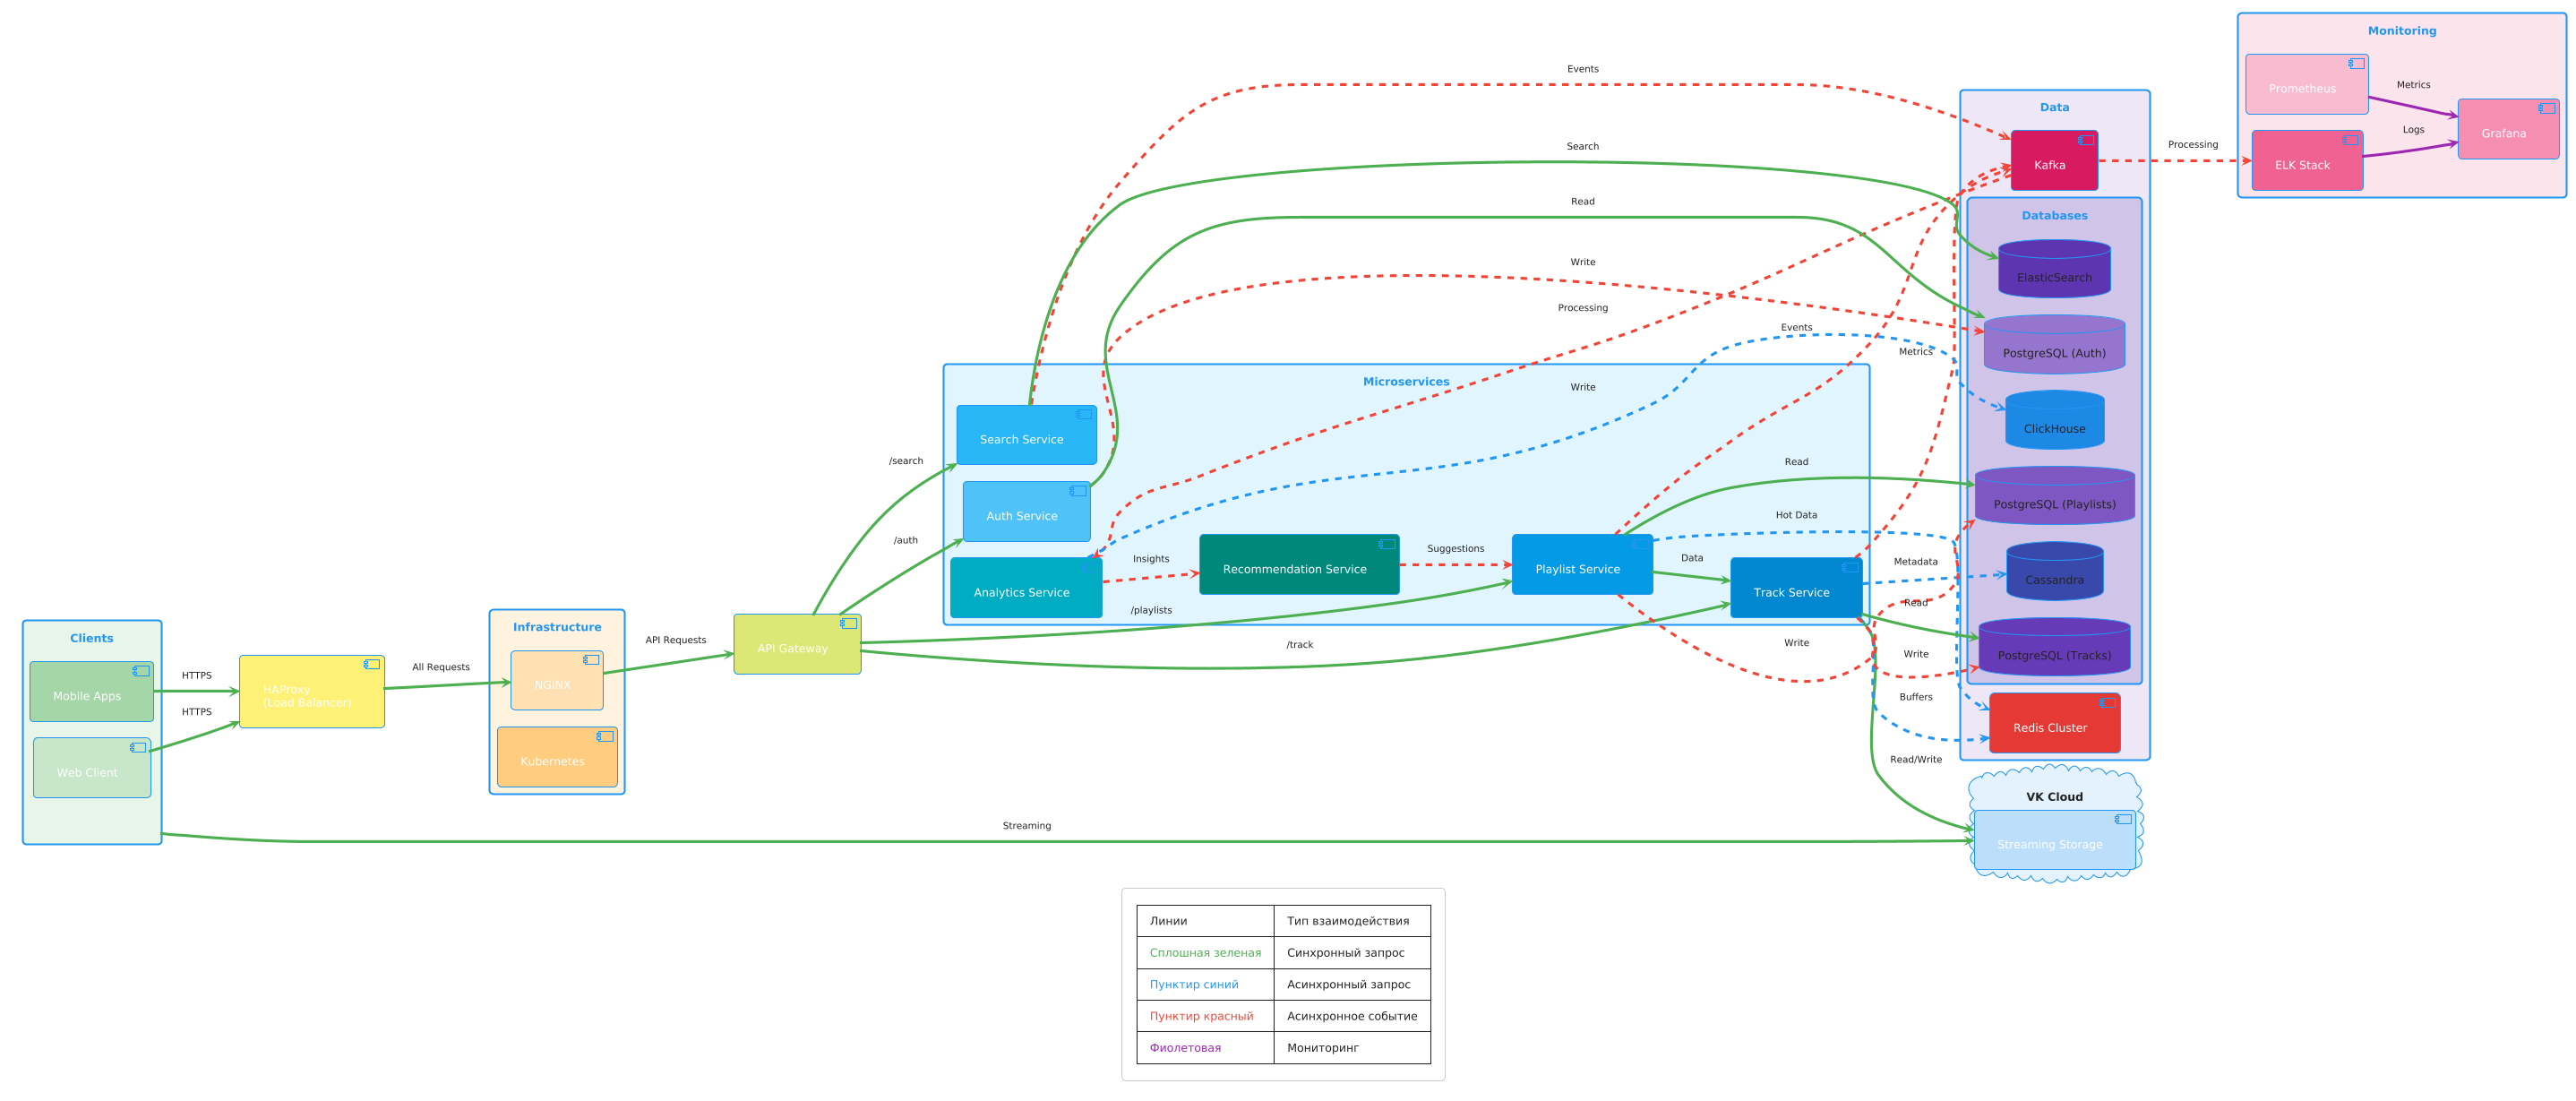 Clients
Mobile Apps
Web Client
HTTPS
HTTPS
HAProxy
(Load Balancer)
All Requests
Infrastructure
NGINX
Kubernetes
API Requests
API Gateway
/search
/auth
/playlists
/track
Streaming
Microservices
Search Service
Auth Service
Analytics Service
Insights
Recommendation Service
Suggestions
Playlist Service
Data
Track Service
Events
Search
Read
Write
Processing
Write
Events
Metrics
Read
Hot Data
Metadata
Read
Write
Write
Buffers
Read/Write
Data
Kafka
Databases
ElasticSearch
PostgreSQL (Auth)
ClickHouse
PostgreSQL (Playlists)
Cassandra
PostgreSQL (Tracks)
Redis Cluster
VK Cloud
Streaming Storage
Processing
Monitoring
Prometheus
ELK Stack
Metrics
Logs
Grafana
Линии Тип взаимодействия
Сплошная зеленая Синхронный запрос
Пунктир синий Асинхронный запрос
Пунктир красный Асинхронное событие
Фиолетовая Мониторинг